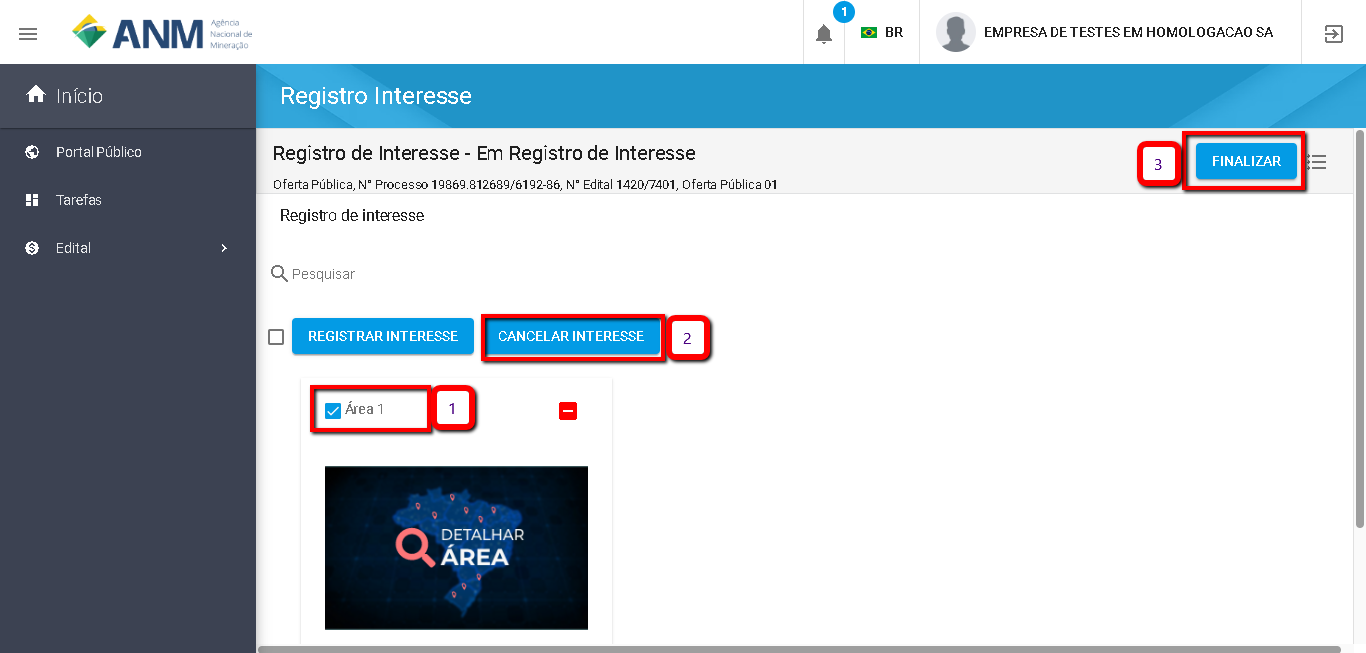 ANM
Agência
Nacional de
Mineração
1
BR
EMPRESA DE TESTES EM HOMOLOGACAO SA
Início
Portal Público
Tarefas
Edital
Registro Interesse
Registro de Interesse - Em Registro de Interesse
Oferta Pública, N° Processo 19869.812689/6192-86, N° Edital 1420/7401, Oferta Pública 01
3
FINALIZAR
Registro de interesse
Pesquisar
REGISTRAR INTERESSE
CANCELAR INTERESSE
2
Área 1
1
DETALHAR
ÁREA